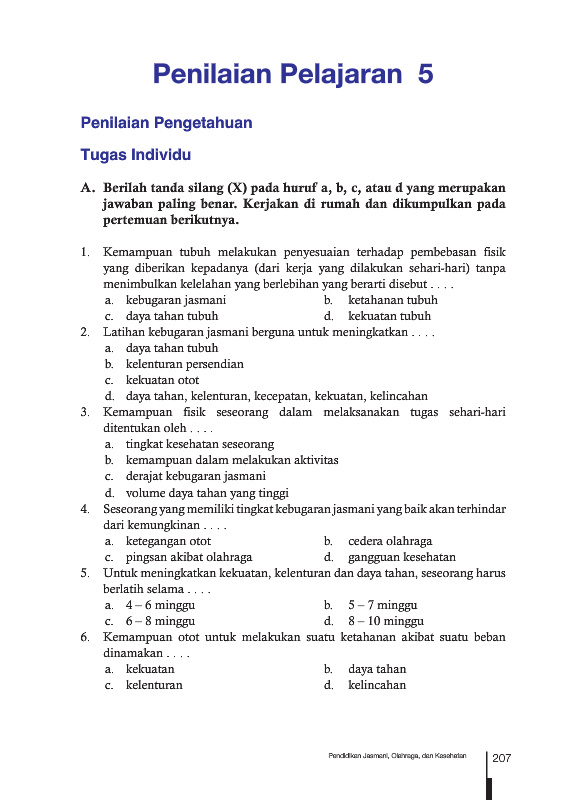 Penilaian Pelajaran 5
Penilaian Pengetahuan
Tugas Individu
A. Berilah tanda silang (X) pada huruf a, b, c, atau d yang merupakan
jawaban paling benar. Kerjakan di rumah dan dikumpulkan pada
pertemuan berikutnya.
1. Kemampuan tubuh melakukan penyesuaian terhadap pembebasan fisik
yang diberikan kepadanya (dari kerja yang dilakukan sehari-hari) tanpa
menimbulkan kelelahan yang berlebihan yang berarti disebut . . . .
a. kebugaran jasmani b. ketahanan tubuh
c. daya tahan tubuh d. kekuatan tubuh
2. Latihan kebugaran jasmani berguna untuk meningkatkan . . . .
a. daya tahan tubuh
b. kelenturan persendian
c. kekuatan otot
d. daya tahan, kelenturan, kecepatan, kekuatan, kelincahan
3. Kemampuan fisik seseorang dalam melaksanakan tugas sehari-hari
ditentukan oleh . . . .
a. tingkat kesehatan seseorang
b. kemampuan dalam melakukan aktivitas
c. derajat kebugaran jasmani
d. volume daya tahan yang tinggi
4. Seseorang yang memiliki tingkat kebugaran jasmani yang baik akan terhindar
dari kemungkinan . . . .
a. ketegangan otot b. cedera olahraga
c. pingsan akibat olahraga d. gangguan kesehatan
5. Untuk meningkatkan kekuatan, kelenturan dan daya tahan, seseorang harus
berlatih selama . . . .
a. 4 – 6 minggu b. 5 – 7 minggu
c. 6 – 8 minggu d. 8 – 10 minggu
6. Kemampuan otot untuk melakukan suatu ketahanan akibat suatu beban
dinamakan . . . .
a. kekuatan b. daya tahan
c. kelenturan d. kelincahan
Pendidikan Jasmani, Olahraga, dan Kesehatan 207